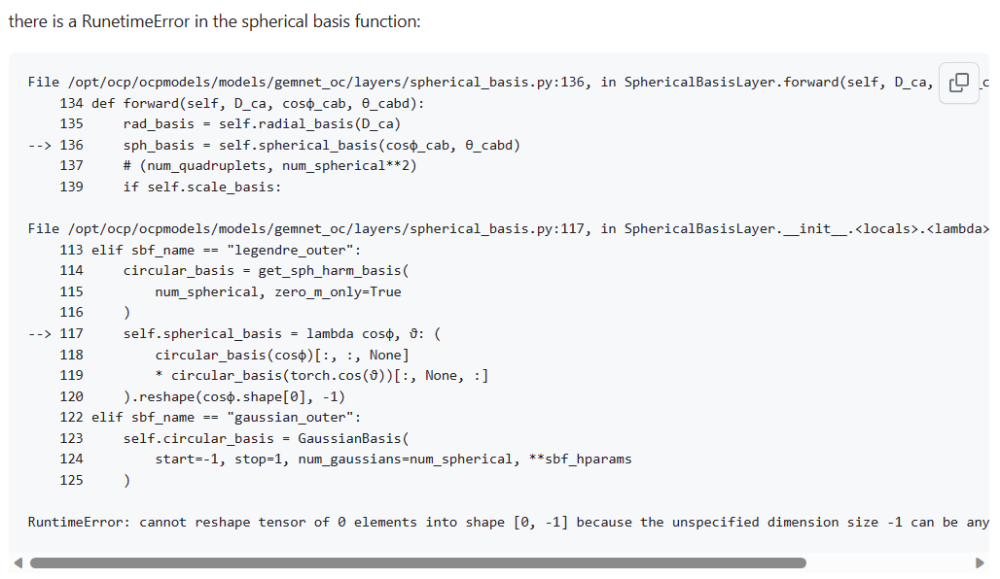 there is a RunetimeError in the spherical basis function:
File /opt/ocp/ocpmodels/models/gemnet_oc/layers/spherical_basis.py:136, in SphericalBasisLayer.forward(self, D_ca, _c
    134 def forward(self, D_ca, cosφ_cab, θ_cabd):
    135     rad_basis = self.radial_basis(D_ca)
--> 136     sph_basis = self.spherical_basis(cosφ_cab, θ_cabd)
    137     # (num_quadruplets, num_spherical**2)
    139     if self.scale_basis:
File /opt/ocp/ocpmodels/models/gemnet_oc/layers/spherical_basis.py:117, in SphericalBasisLayer.__init__.<locals>.<lambda>
    113 elif sbf_name == "legendre_outer":
    114     circular_basis = get_sph_harm_basis(
    115         num_spherical, zero_m_only=True
    116     )
--> 117     self.spherical_basis = lambda cosφ, ϑ: (
    118         circular_basis(cosφ)[:, :, None]
    119         * circular_basis(torch.cos(ϑ))[:, None, :]
    120     ).reshape(cosφ.shape[0], -1)
    122 elif sbf_name == "gaussian_outer":
    123     self.circular_basis = GaussianBasis(
    124         start=-1, stop=1, num_gaussians=num_spherical, **sbf_hparams
    125     )
RuntimeError: cannot reshape tensor of 0 elements into shape [0, -1] because the unspecified dimension size -1 can be any